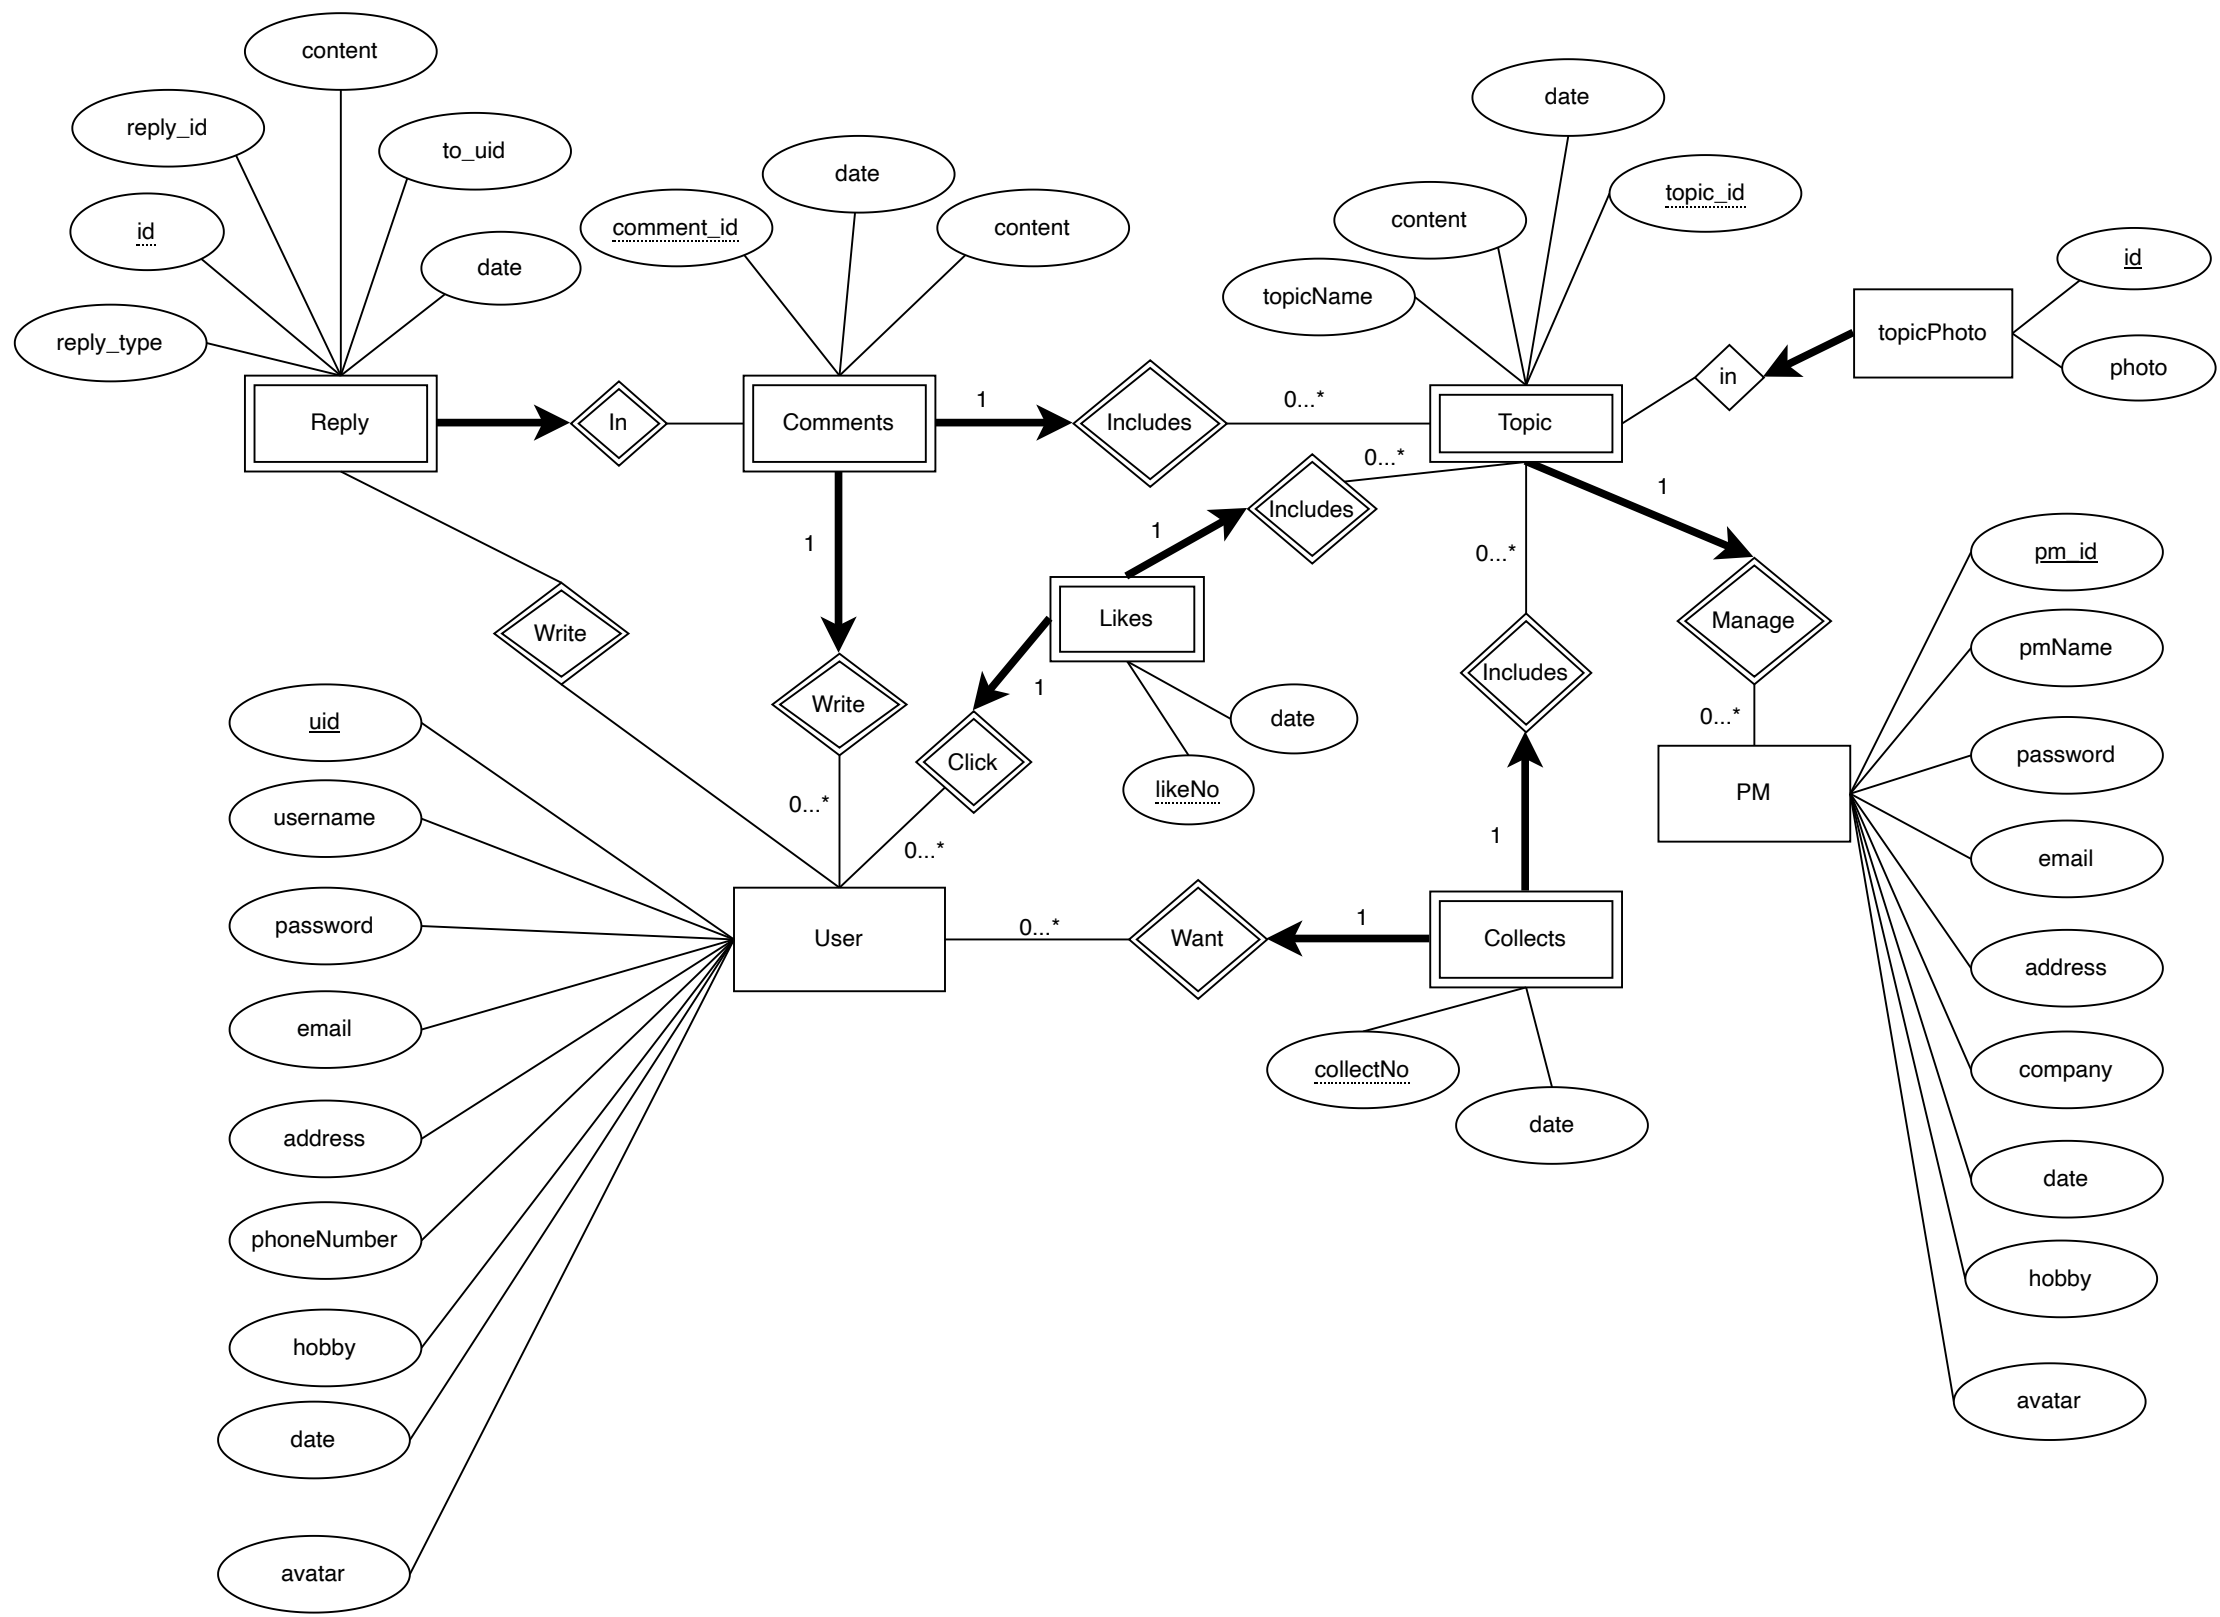 content
date
reply_id
to_uid
date
topic_id
content
id
comment_id
content
id
date
topicName
topicPhoto
reply_type
photo
in
Reply
In
Comments
1
Includes
0...*
Topic
0...*
1
Includes
1
1
0...*
pm_id
Likes
Manage
pmName
Write
Includes
1
Write
date
0...*
uid
Click
likeNo
password
username
0...*
PM
0...*
1
email
password
User
0...*
Want
1
Collects
address
email
collectNo
company
address
date
date
phoneNumber
hobby
hobby
avatar
date
avatar